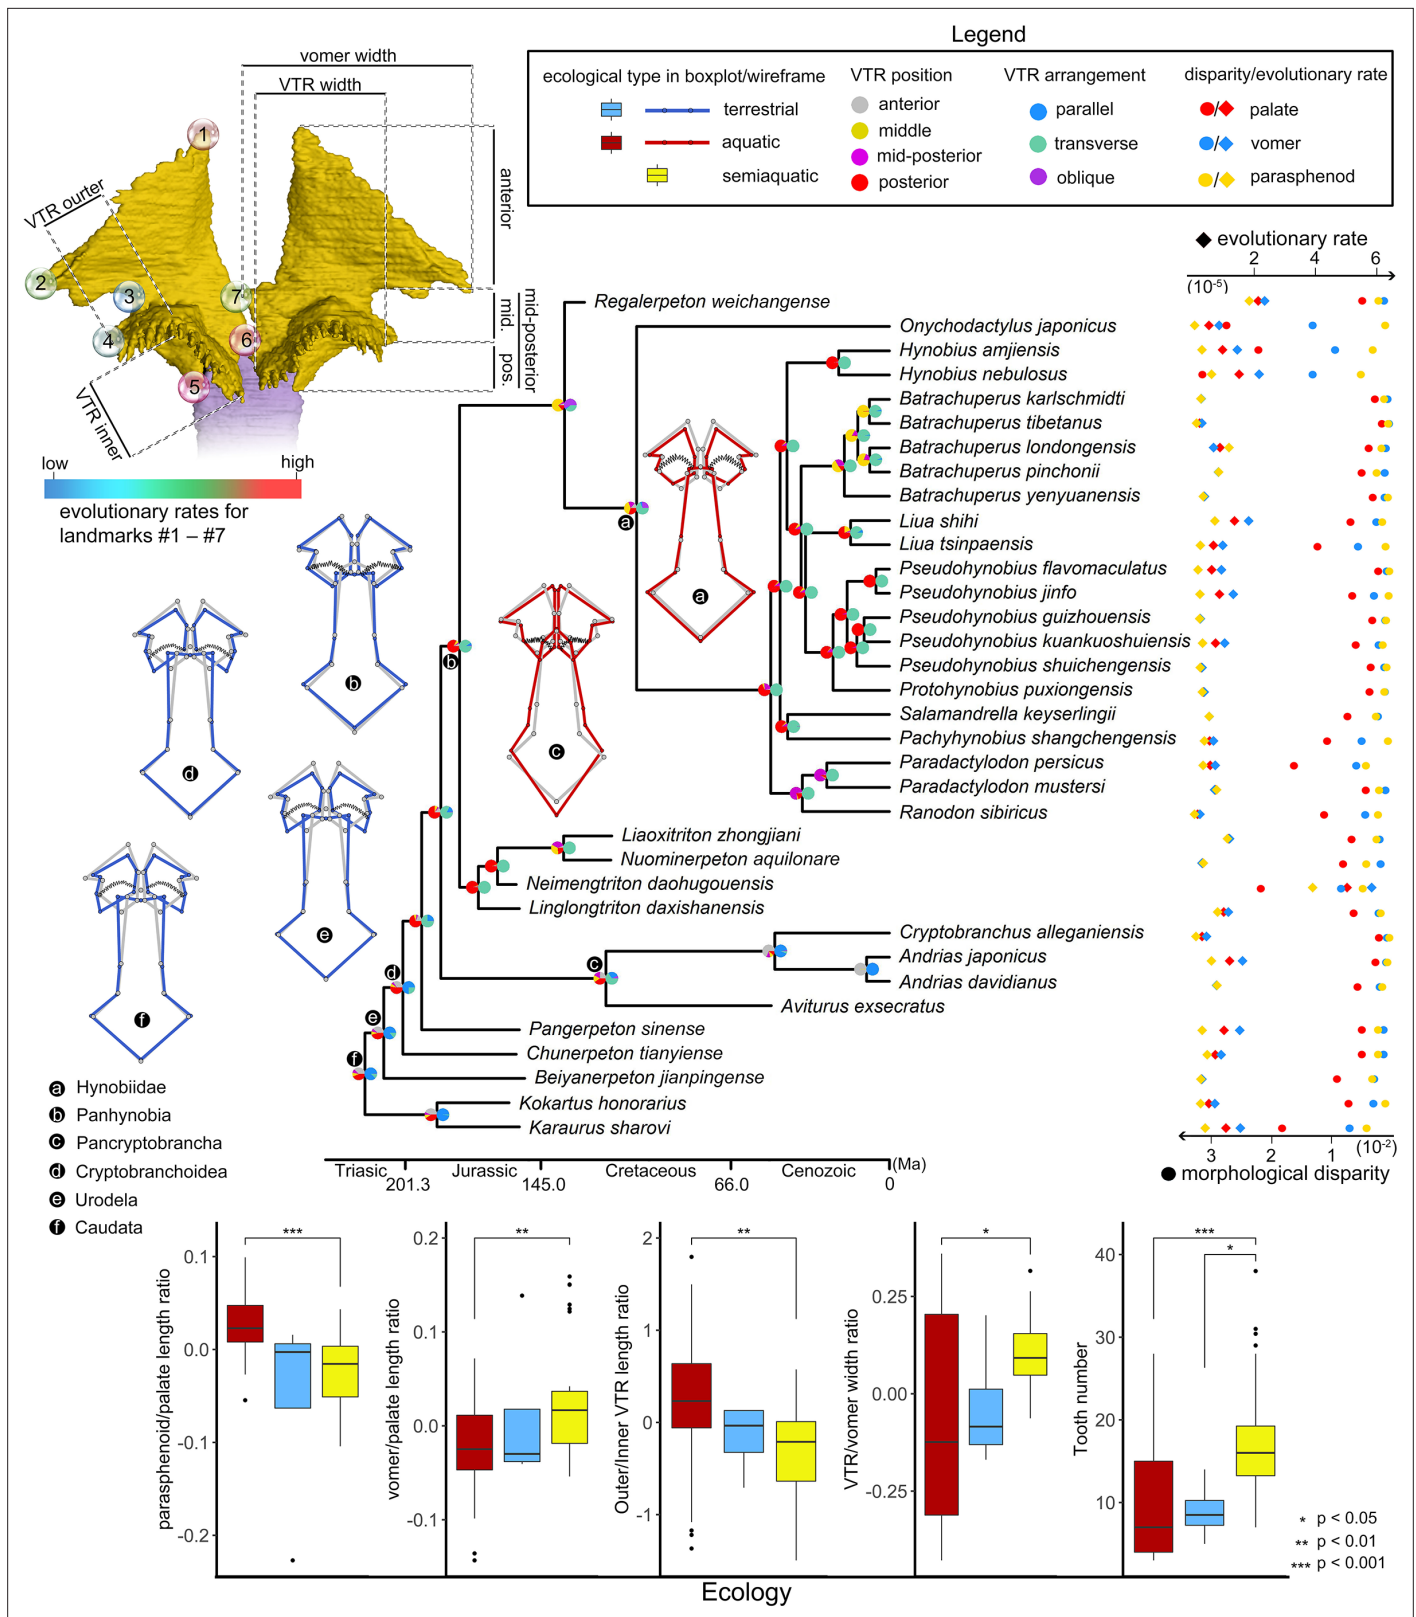 Legend
ecological type in boxplot/wireframe
terrestrial
aquatic
semiaquatic
VTR position
anterior
middle
mid-posterior
posterior
VTR arrangement
parallel
transverse
oblique
disparity/evolutionary rate
/ palate
/ vomer
/ parasphenod
vomer width
VTR width
VTR ourter
VTR inner
anterior
mid.
pos.
mid-posterior
1
2
3
4
5
6
7
low
high
evolutionary rates for
landmarks #1 – #7
evolutionary rate
2 4 6
(10-5)
Regalerpeton weichangense
Onychodactylus japonicus
Hynobius amjiensis
Hynobius nebulosus
Batrachuperus karlschmidti
Batrachuperus tibetanus
Batrachuperus londongensis
Batrachuperus pinchonii
Batrachuperus yenyuanensis
Liua shihi
Liua tsinpaensis
Pseudohynobius flavomaculatus
Pseudohynobius jinfo
Pseudohynobius guizhouensis
Pseudohynobius kuankuoshuiensis
Pseudohynobius shuichengensis
Protohynobius puxiongensis
Salamandrella keyserlingii
Pachyhynobius shangchengensis
Paradactylodon persicus
Paradactylodon mustersi
Ranodon sibiricus
Liaoxitriton zhongjiani
Nuominerpeton aquilonare
Neimengtriton daohugouensis
Linglongtriton daxishanensis
Cryptobranchus alleganiensis
Andrias japonicus
Andrias davidianus
Aviturus exsecratus
Pangerpeton sinense
Chunerpeton tianyiense
Beiyanerpeton jianpingense
Kokartus honorarius
Karaurus sharovi
a
b
c
d
e
f
a
b
c
d
e
f
a Hynobiidae
b Panhynobia
c Pancryptobrancha
d Cryptobranchoidea
e Urodela
f Caudata
Triasic Jurassic Cretaceous Cenozoic (Ma)
201.3 145.0 66.0 0
3 2 1 (10-2)
morphological disparity
parasphenoid/palate length ratio
0.1
0.0
-0.1
-0.2
***
vomer/palate length ratio
0.2
0.1
0.0
-0.1
**
Outer/Inner VTR length ratio
2
1
0
-1
**
VTR/vomer width ratio
0.25
0.00
-0.25
*
Tooth number
40
30
20
10
***
*
* p < 0.05
** p < 0.01
*** p < 0.001
Ecology